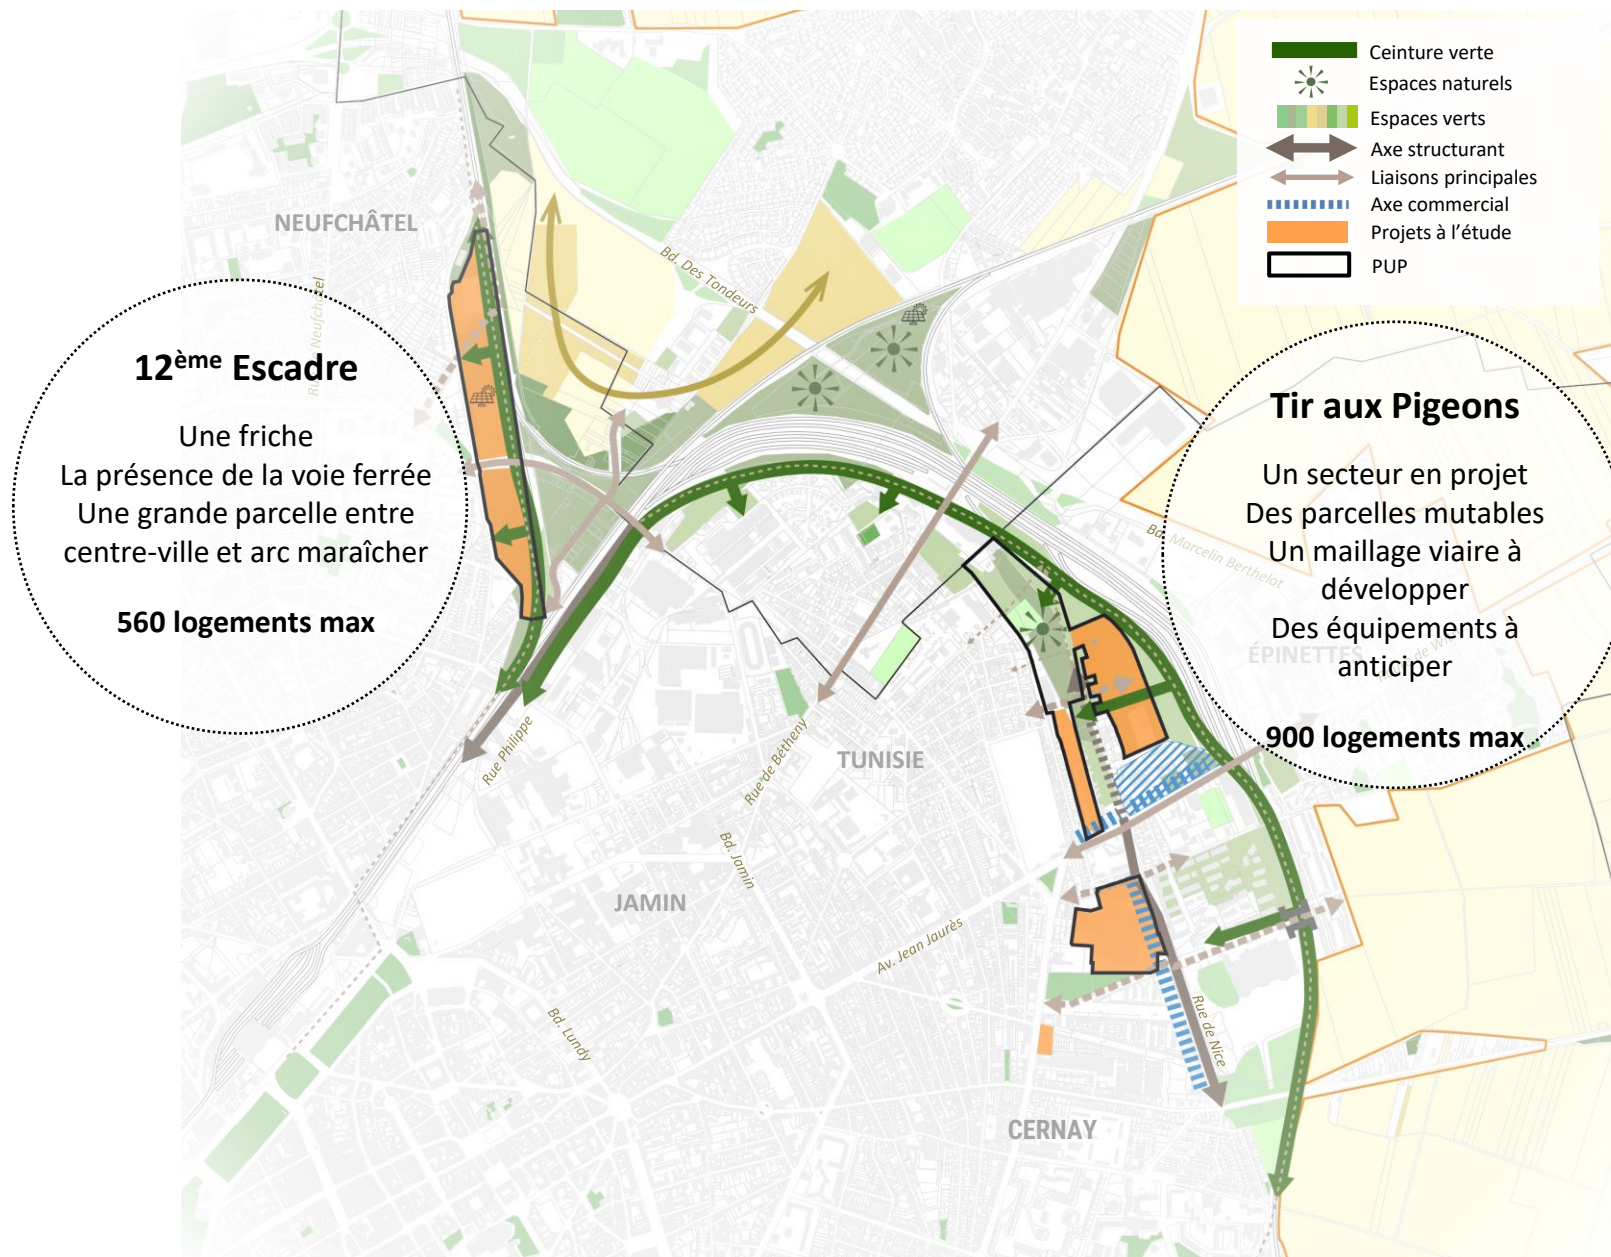 Ceinture verte
Espaces naturels
Espaces verts
Axe structurant
Liaisons principales
Axe commercial
Projets à l'étude
PUP
NEUFCHÂTEL
Bd. Des Tondeurs
12ème Escadre
Une friche
La présence de la voie ferrée
Une grande parcelle entre
centre-ville et arc maraîcher
560 logements max
Tir aux Pigeons
Un secteur en projet
Des parcelles mutables
Un maillage viaire à
développer
Des équipements à
anticiper
900 logements max
Bd. Marcelin Berthelot
ÉPINETTES
Rue Philippe
Rue de Bétheny
TUNISIE
Bd. Jamin
JAMIN
Av. Jean Jaurès
Bd. Lundy
Rue de Nice
CERNAY